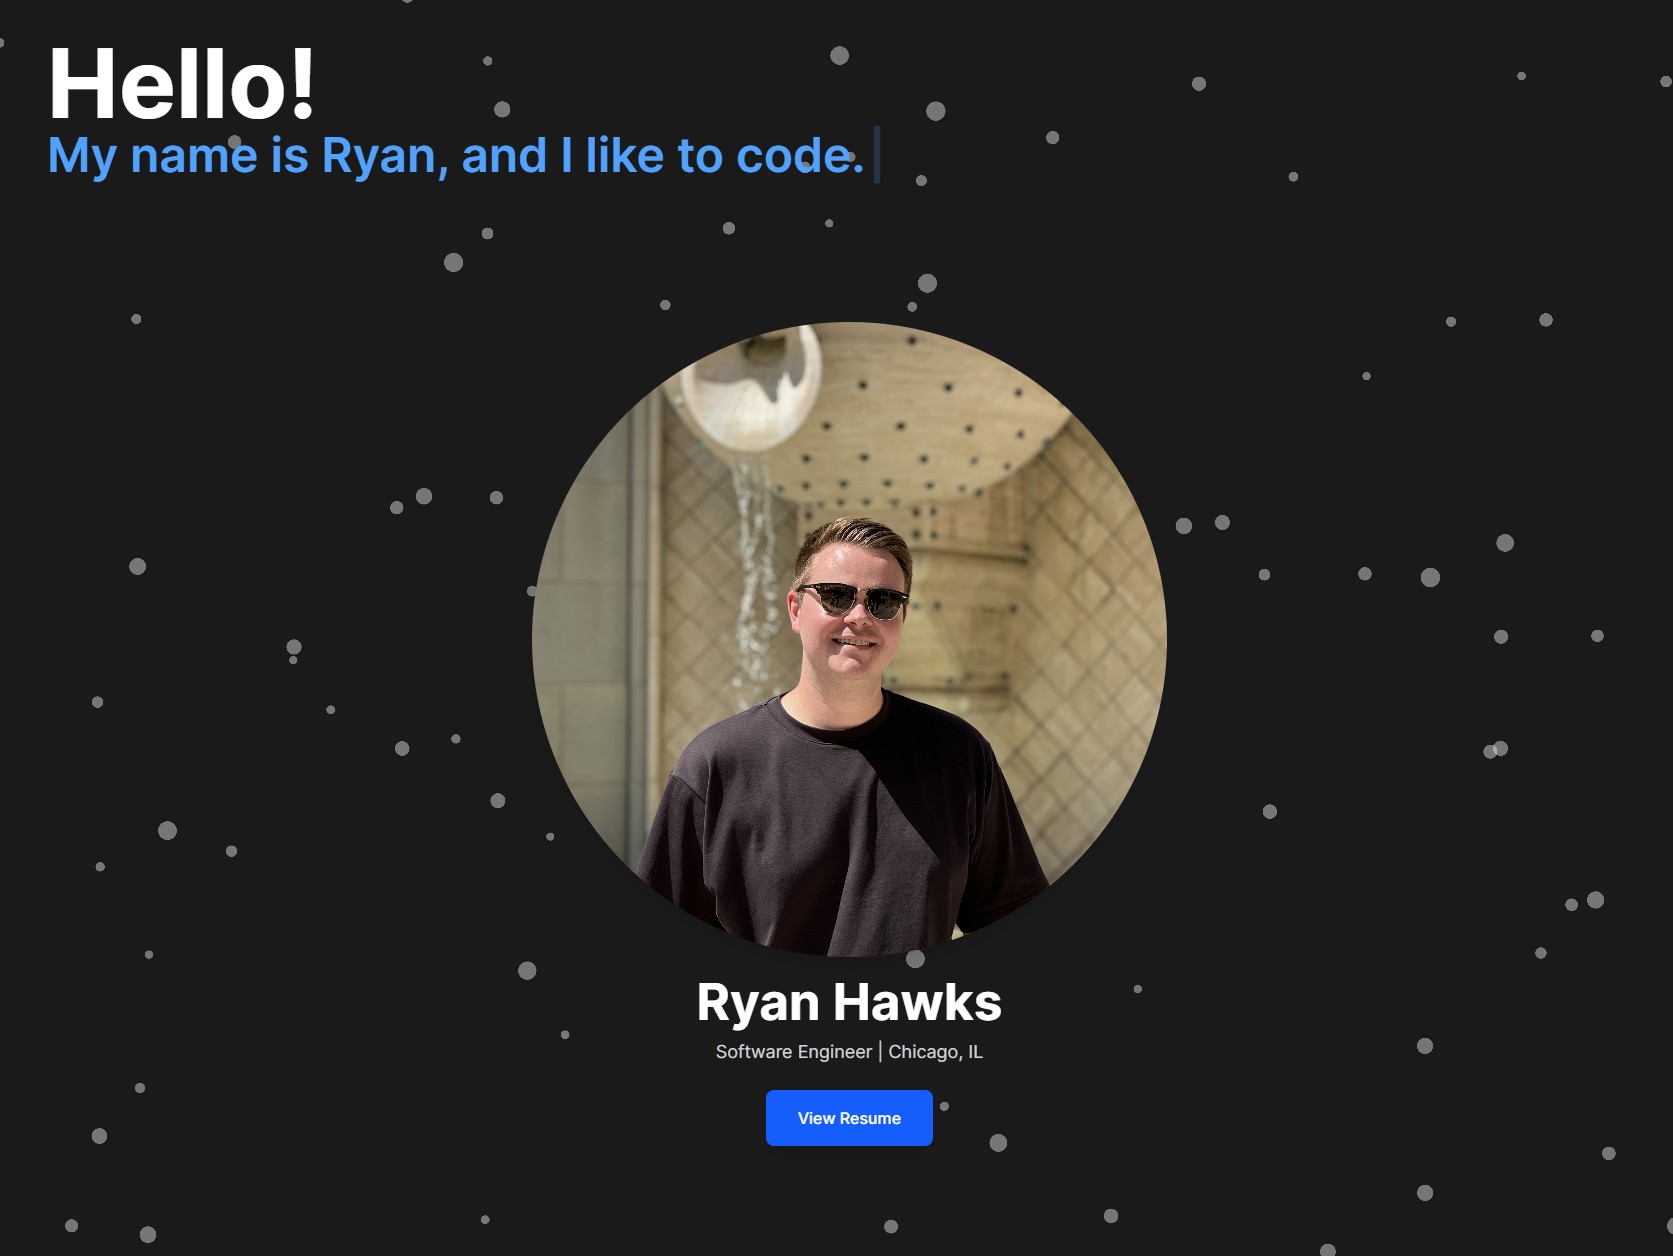 Hello!
My name is Ryan, and I like to code.
Ryan Hawks
Software Engineer | Chicago, IL
View Resume